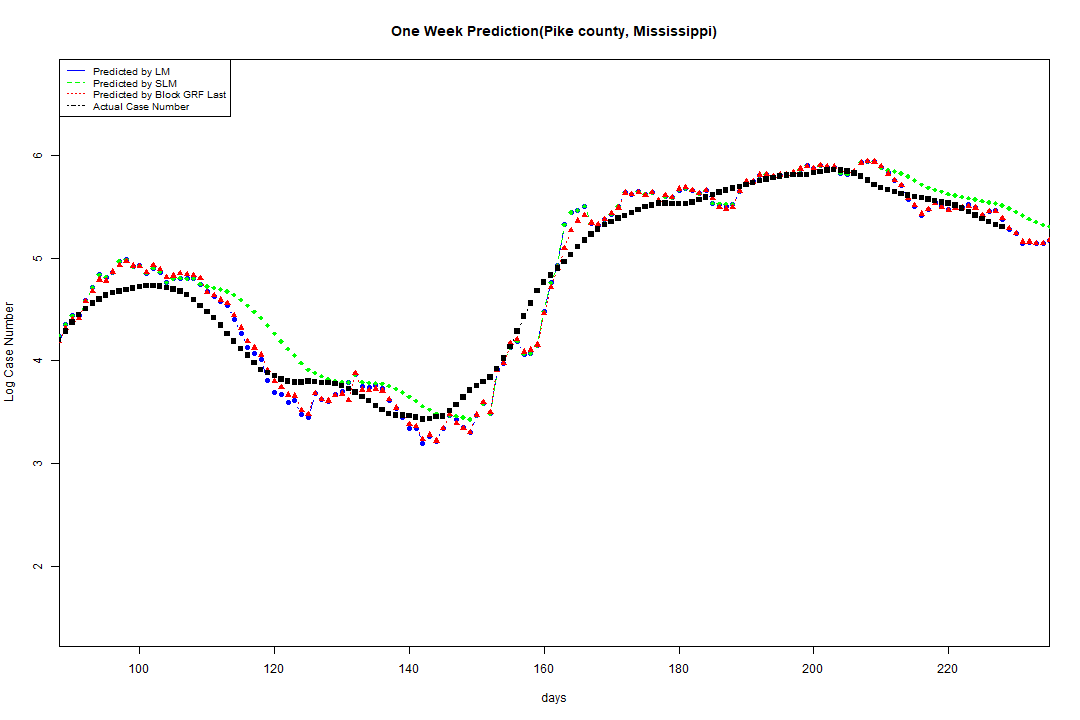 One Week Prediction(Pike county, Mississippi)
Predicted by LM
Predicted by SLM
Predicted by Block GRF Last
Actual Case Number
6
5
4
3
2
Log Case Number
100 120 140 160 180 200 220
days